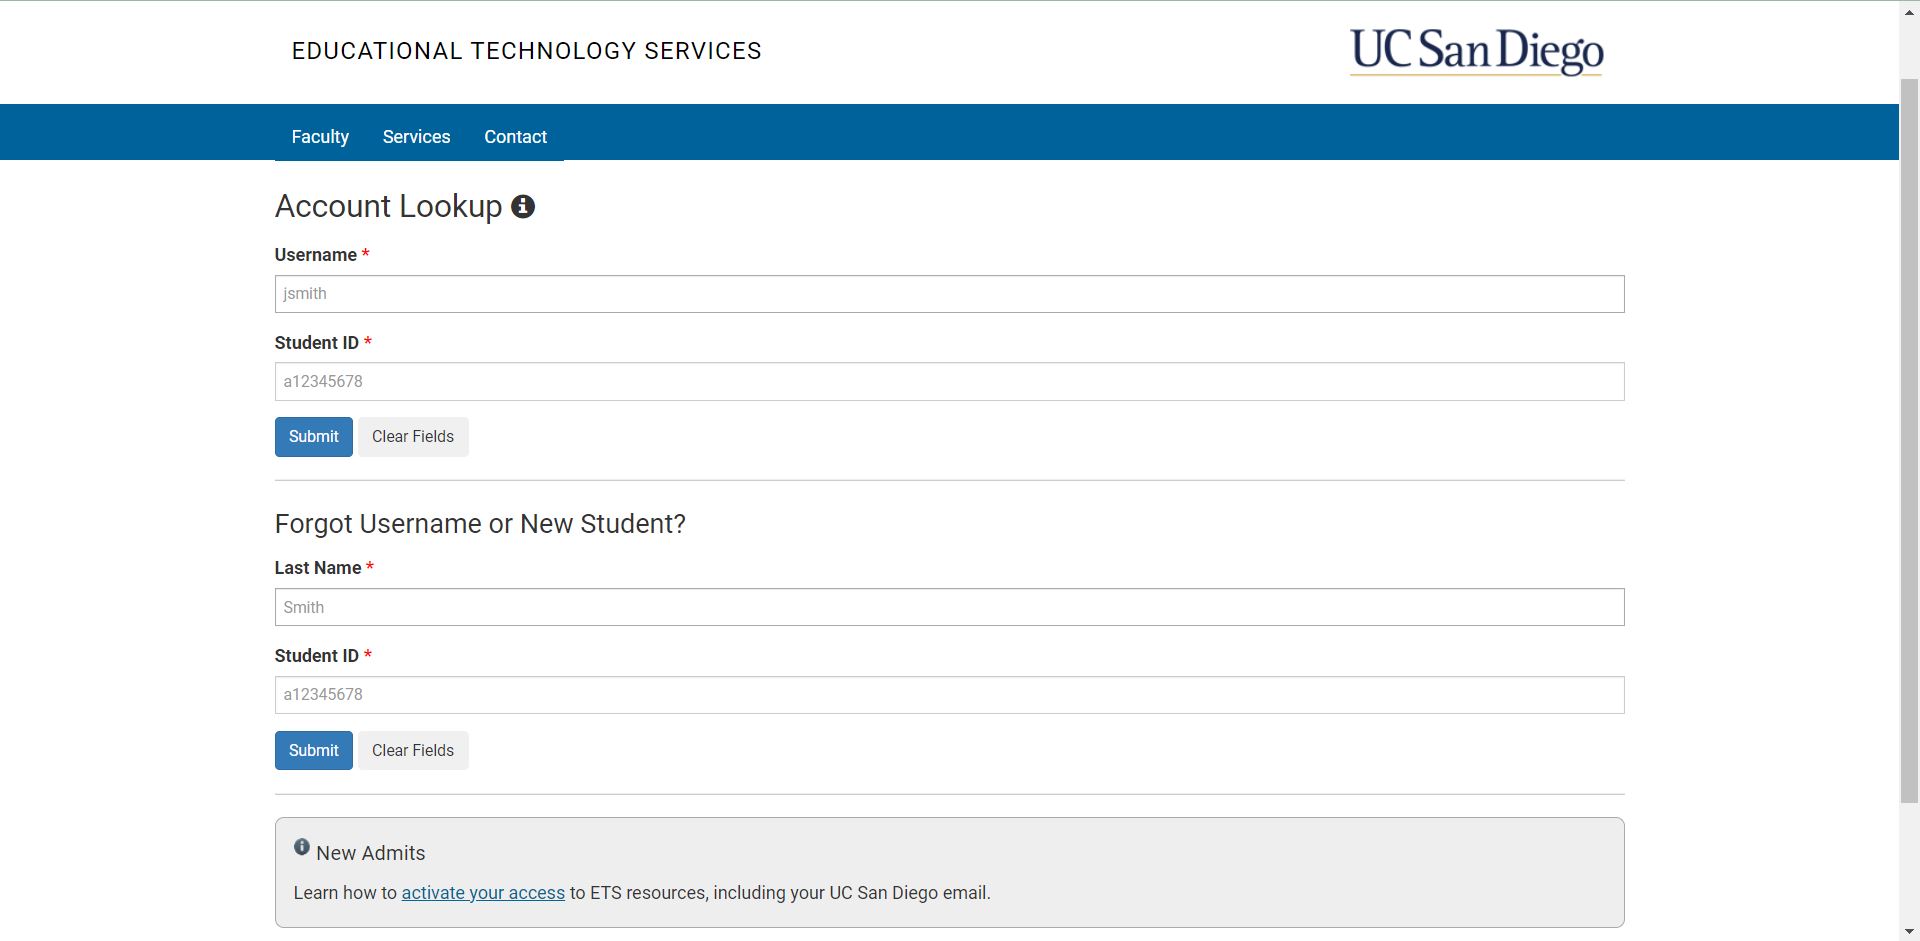 EDUCATIONAL TECHNOLOGY SERVICES
UC San Diego
Faculty Services Contact
Account Lookup
Username *
jsmith
Student ID *
a12345678
Submit Clear Fields
Forgot Username or New Student?
Last Name *
Smith
Student ID *
a12345678
Submit Clear Fields
New Admits
Learn how to activate your access to ETS resources, including your UC San Diego email.